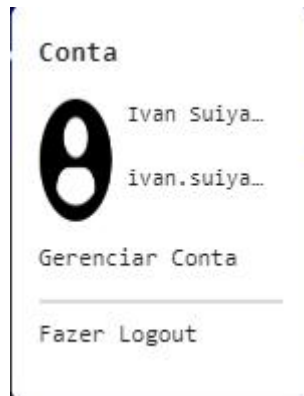 Conta
Ivan Suiya…
ivan.suiya…
Gerenciar Conta
Fazer Logout